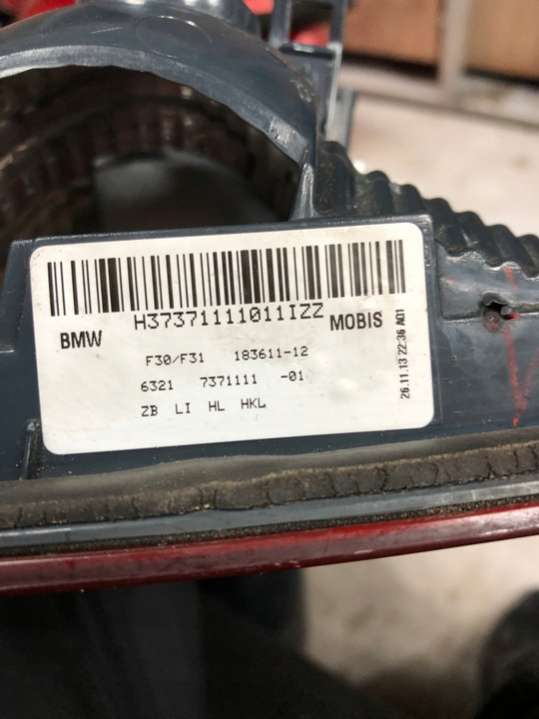 H37371111011IZZ
BMW MOBIS
F30/F31 183611-12
6321 7371111 -01
ZB LI HL HKL
26.11.13 22:36 A01